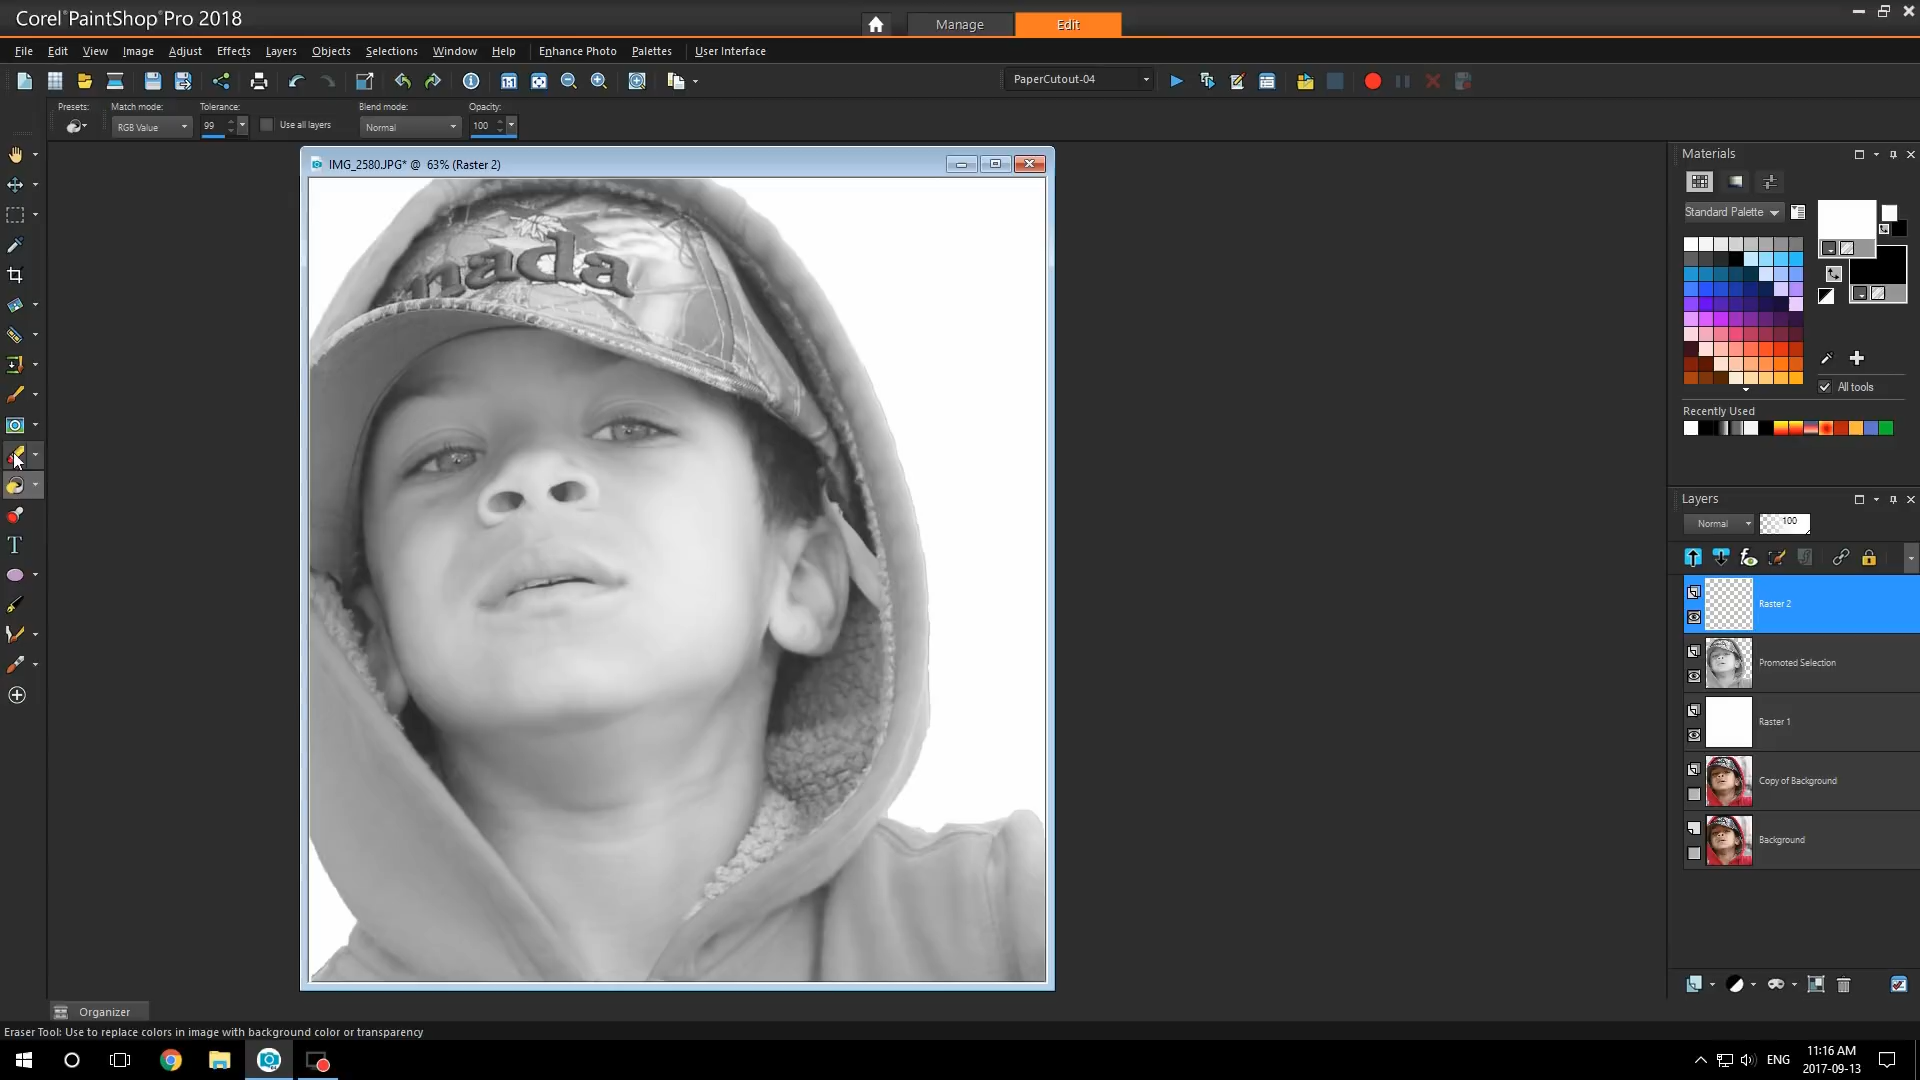 Corel PaintShop Pro 2018
Manage
Edit
File Edit View Image Adjust Effects Layers Objects Selections Window Help Enhance Photo Palettes User Interface
PaperCutout-04
Presets: Match mode: Tolerance: Blend mode: Opacity:
RGB Value 99 Use all layers Normal 100
IMG_2580.JPG* @ 63% (Raster 2)
nada
Materials
Standard Palette
All tools
Recently Used
Layers
Normal 100
Raster 2
Promoted Selection
Raster 1
Copy of Background
Background
Organizer
Eraser Tool: Use to replace colors in image with background color or transparency
ENG
11:16 AM
2017-09-13